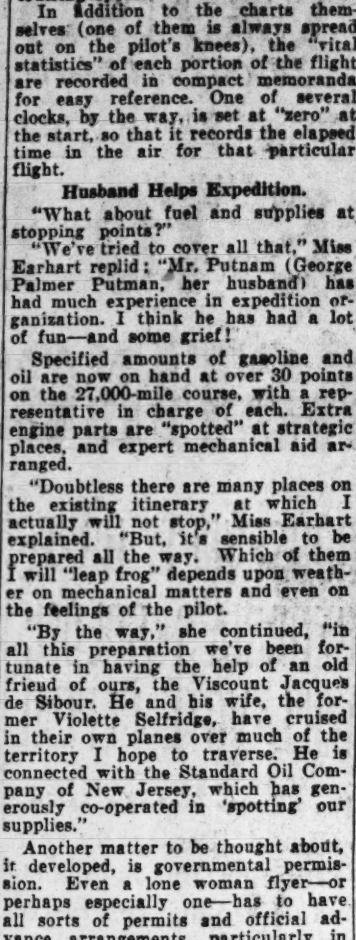 In addition to the charts them-
selves (one of them is always spread
out on the pilot's knees), the "vital
statistics" of each portion of the flight
are recorded in compact memoranda
for easy reference. One of several
clocks, by the way, is set at "zero" at
the start, so that it records the elapsed
time in the air for that particular
flight.
Husband Helps Expedition.
"What about fuel and supplies at
stopping points?"
"We've tried to cover all that," Miss
Earhart replid: "Mr. Putnam (George
Palmer Putman, her husband) has
had much experience in expedition or-
ganization. I think he has had a lot
of fun—and some grief!"
Specified amounts of gasoline and
oil are now on hand at over 30 points
on the 27,000-mile course, with a rep-
resentative in charge of each. Extra
engine parts are "spotted" at strategic
places, and expert mechanical aid ar-
ranged.
"Doubtless there are many places on
the existing itinerary at which I
actually will not stop," Miss Earhart
explained. "But, it's sensible to be
prepared all the way. Which of them
I will "leap frog" depends upon weath-
er on mechanical matters and even on
the feelings of the pilot.
"By the way," she continued, "in
all this preparation we've been for-
tunate in having the help of an old
friend of ours, the Viscount Jacques
de Sibour. He and his wife, the for-
mer Violette Selfridge, have cruised
in their own planes over much of the
territory I hope to traverse. He is
connected with the Standard Oil Com-
pany of New Jersey, which has gen-
erously co-operated in 'spotting' our
supplies."
Another matter to be thought about,
it developed, is governmental permis-
sion. Even a lone woman flyer—or
perhaps especially one—has to have
all sorts of permits and official ad-
vance arrangements, particularly in